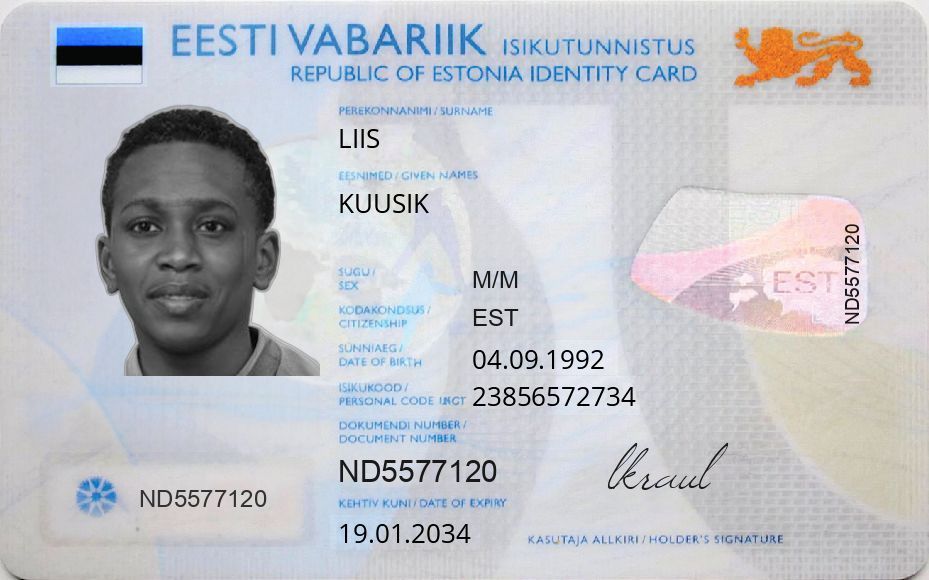 EESTI VABARIIK ISIKUTUNNISTUS
REPUBLIC OF ESTONIA IDENTITY CARD
PEREKONNANIMI / SURNAME
LIIS
EESNIMED / GIVEN NAMES
KUUSIK
SUGU /
SEX
M/M
KODAKONDSUS /
CITIZENSHIP
EST
SÜNNIAEG /
DATE OF BIRTH
04.09.1992
ISIKUKOOD /
PERSONAL CODE
23856572734
DOKUMENDI NUMBER /
DOCUMENT NUMBER
ND5577120
KEHTIV KUNI / DATE OF EXPIRY
19.01.2034
ND5577120
EST
ND5577120
lkraul
KASUTAJA ALLKIRI / HOLDER'S SIGNATURE